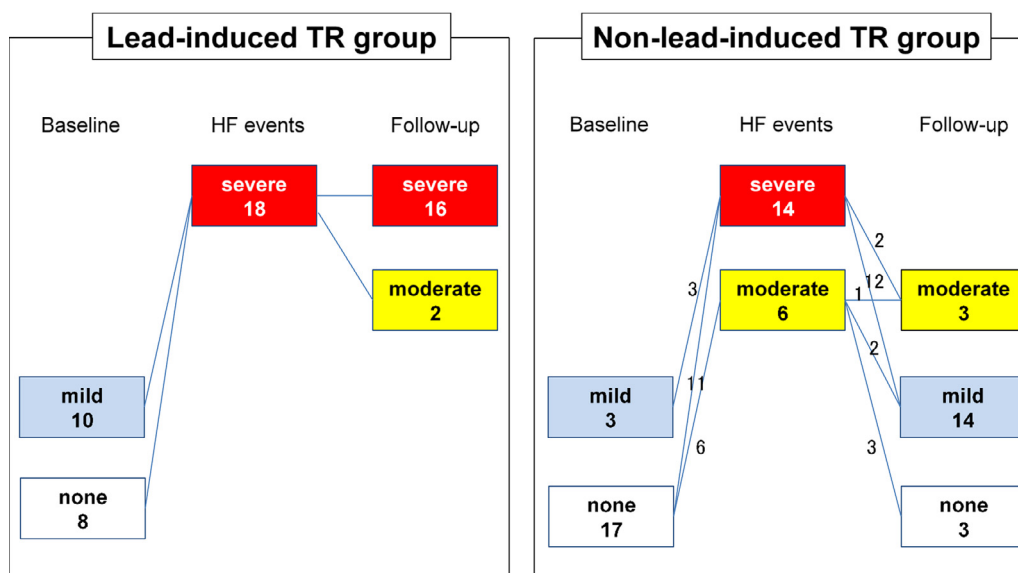 Lead-induced TR group
Baseline
HF events
Follow-up
severe
18
severe
16
moderate
2
mild
10
none
8
Non-lead-induced TR group
Baseline
HF events
Follow-up
severe
14
2
3
12
moderate
6
1
moderate
3
2
11
mild
3
mild
14
6
3
none
17
none
3